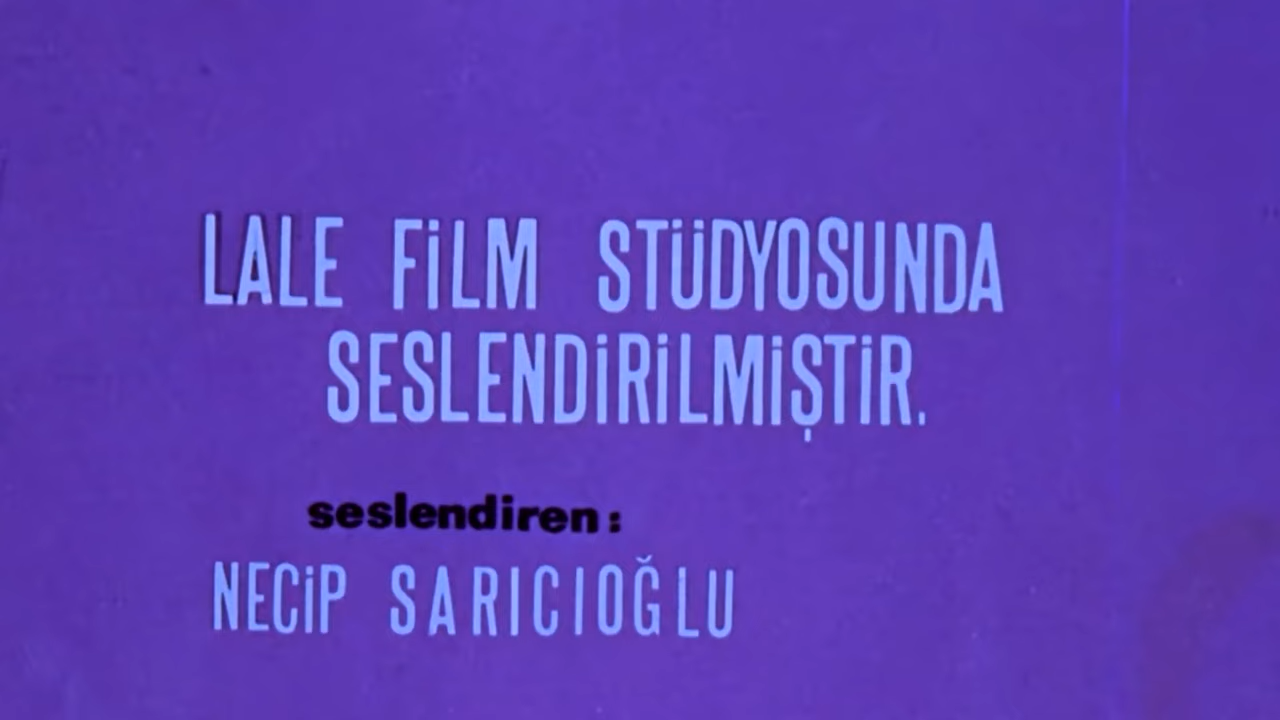 LALE FİLM STÜDYOSUNDA
SESLENDİRİLMİŞTİR.
seslendiren:
NECİP SARICIOĞLU